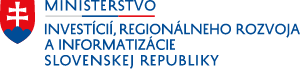 MINISTERSTVO
INVESTÍCIÍ, REGIONÁLNEHO ROZVOJA
A INFORMATIZÁCIE
SLOVENSKEJ REPUBLIKY